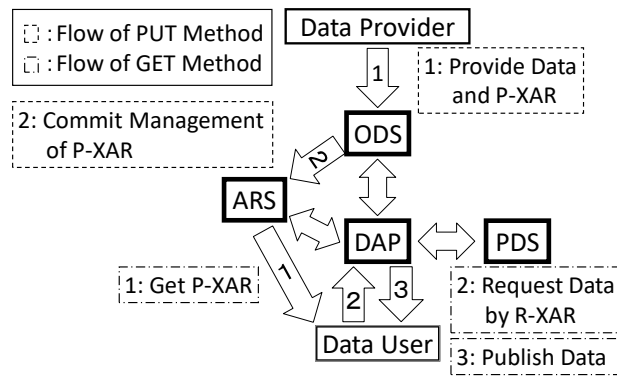 : Flow of PUT Method
: Flow of GET Method
Data Provider
1
1: Provide Data
and P-XAR
2: Commit Management
of P-XAR
ODS
2
ARS
DAP
PDS
1: Get P-XAR
1
2
3
2: Request Data
by R-XAR
Data User
3: Publish Data